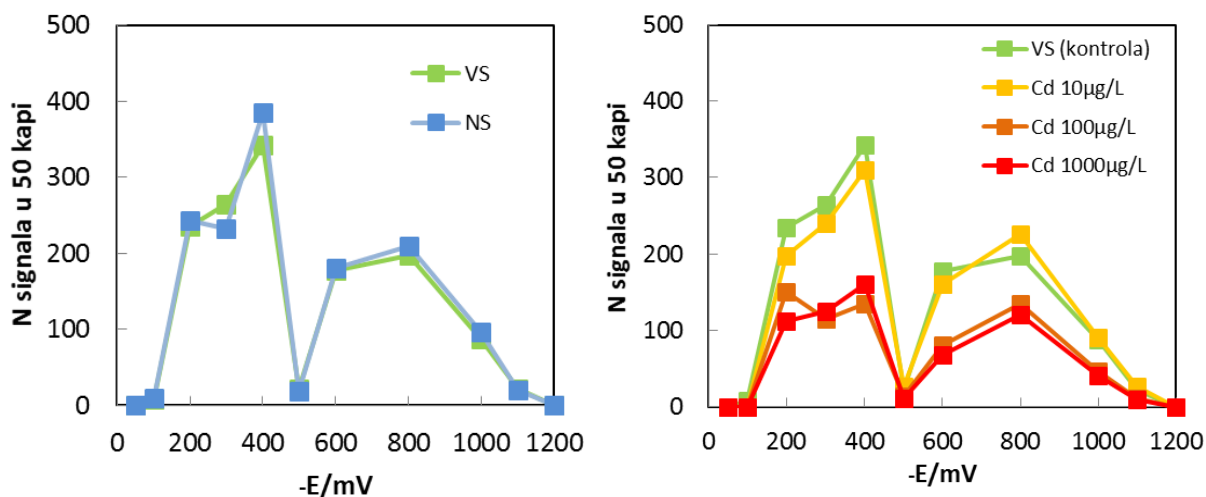 N signala u 50 kapi
500
400
300
200
100
0
VS
NS
0 200 400 600 800 1000 1200
-E/mV
N signala u 50 kapi
500
400
300
200
100
0
VS (kontrola)
Cd 10µg/L
Cd 100µg/L
Cd 1000µg/L
0 200 400 600 800 1000 1200
-E/mV